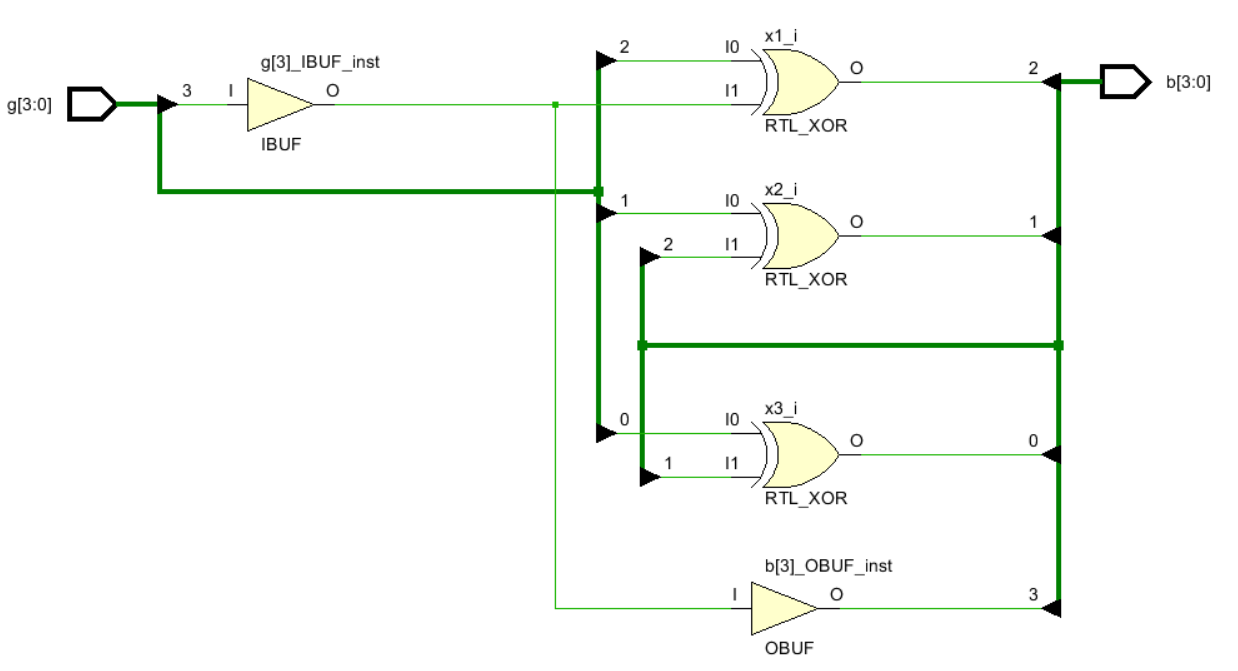 g[3:0]
3
I
g[3]_IBUF_inst
O
IBUF
2
I0
I1
x1_i
O
RTL_XOR
2
b[3:0]
1
I0
2
I1
x2_i
O
RTL_XOR
1
0
I0
1
I1
x3_i
O
RTL_XOR
0
b[3]_OBUF_inst
I
O
OBUF
3